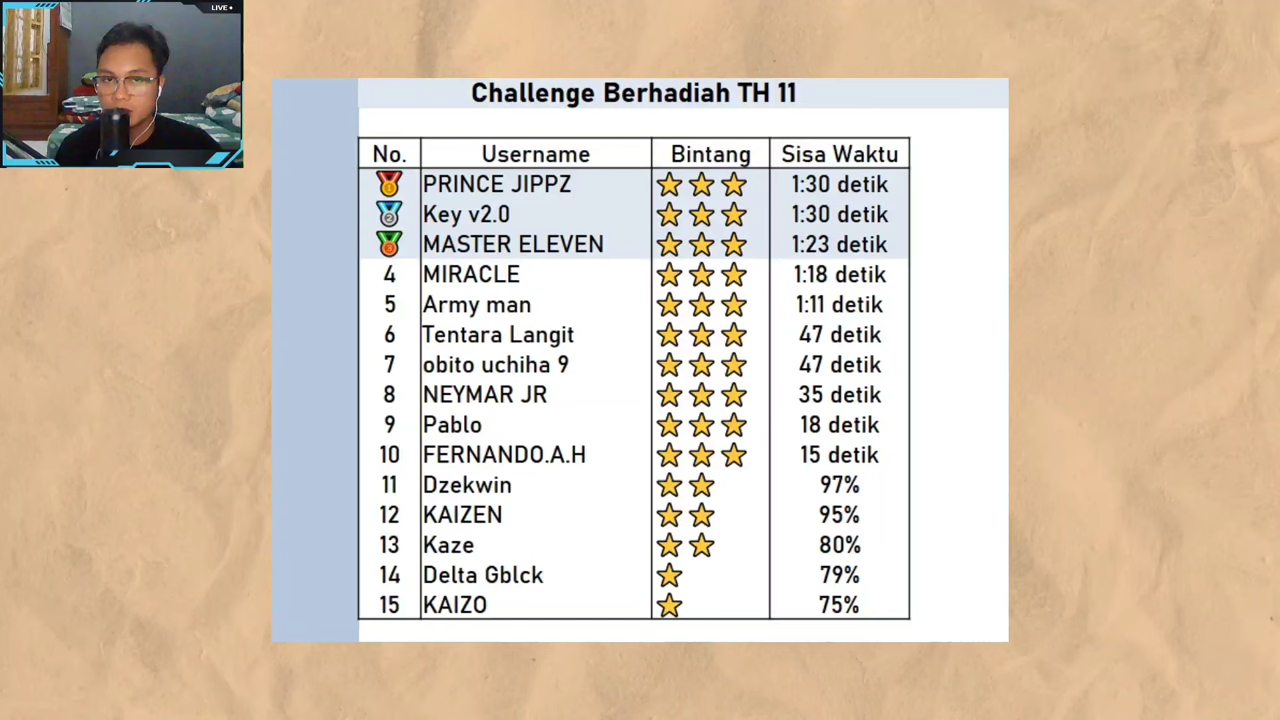 LIVE
Challenge Berhadiah TH 11
No. Username Bintang Sisa Waktu
1 PRINCE JIPPZ 1:30 detik
2 Key v2.0 1:30 detik
3 MASTER ELEVEN 1:23 detik
4 MIRACLE 1:18 detik
5 Army man 1:11 detik
6 Tentara Langit 47 detik
7 obito uchiha 9 47 detik
8 NEYMAR JR 35 detik
9 Pablo 18 detik
10 FERNANDO.A.H 15 detik
11 Dzekwin 97%
12 KAIZEN 95%
13 Kaze 80%
14 Delta Gblck 79%
15 KAIZO 75%